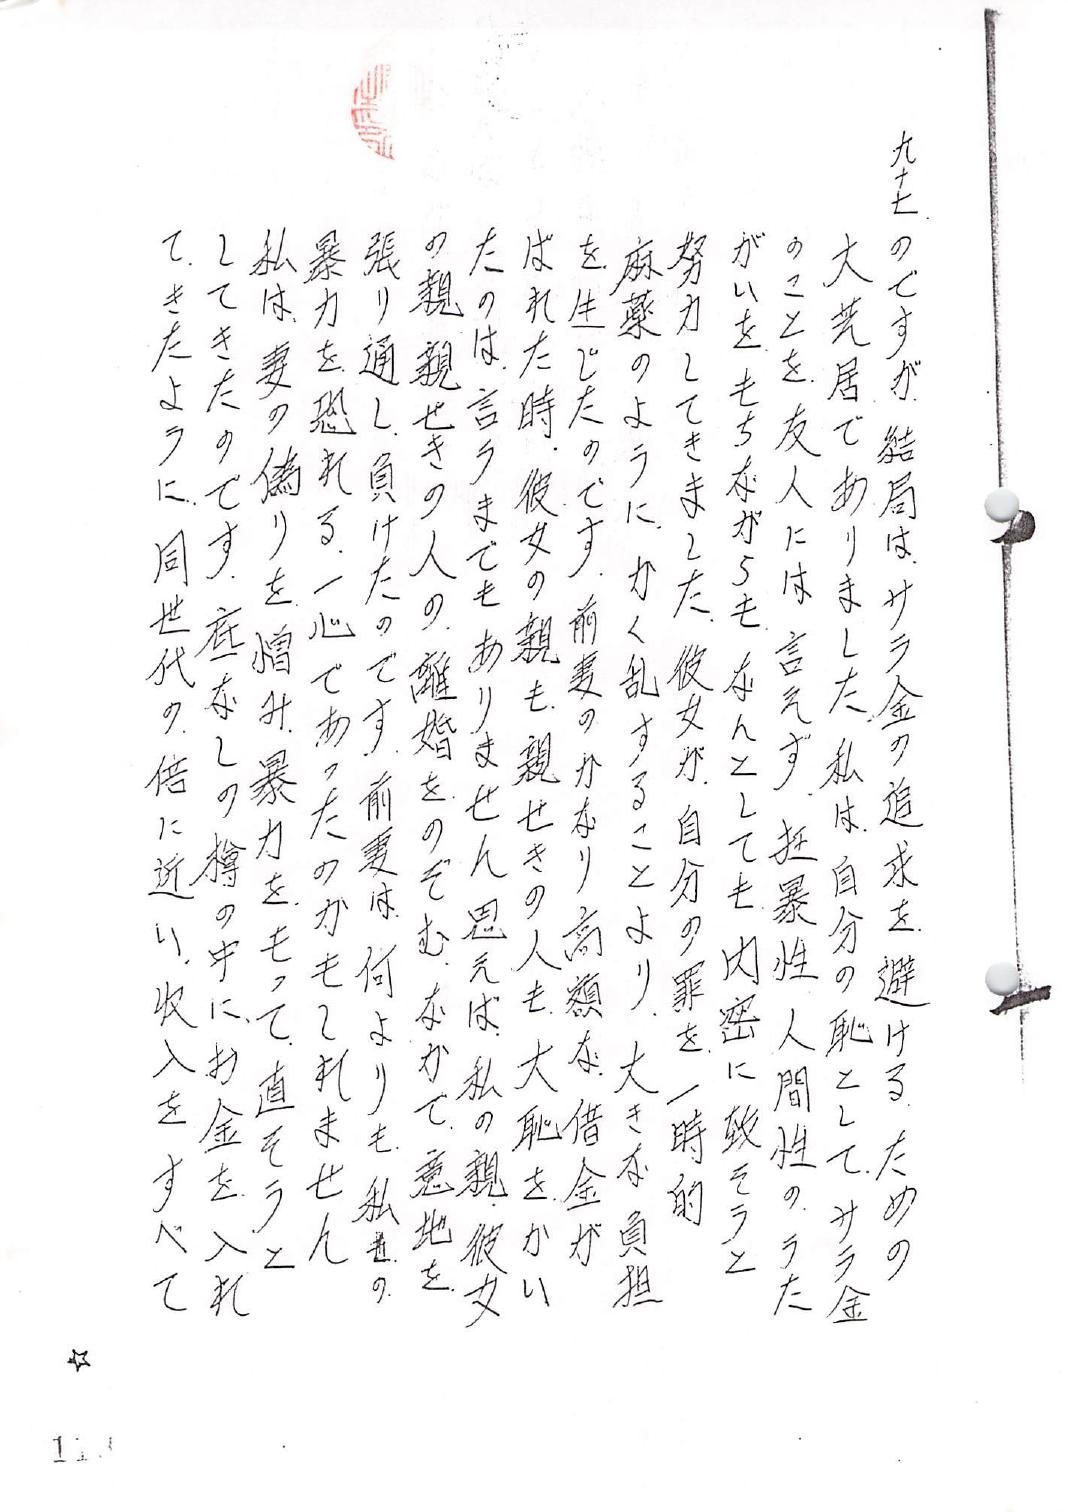 九十七
のですが、結局は、サラ金の追求を、避ける、ための
大芝居でありました、私は、自分の恥として、サラ金
のことを、友人には言えず、狂暴性、人間性のうた
がいを、もちながらも、なんとしても、内密に致そうと
努力してきました、彼女が、自分の罪を、一時的
麻薬のように、かく乱することより、大きな負担
を、生じたのです、前妻のかなり高額な、借金が
ばれた時、彼女の親も、親せきの人も、大恥をかい
たのは、言うまでもありません思えば、私の親、彼女
の親、親せきの人の、離婚を、のぞむ、なかで、意地を
張り通し、負けたのです、前妻は、何よりも、私の
暴力を、恐れる、一心であったのかもしれません
私は、妻の偽りを、憎み、暴力を、もって、直そうと
してきたのです、底なしの樽の中に、お金を、入れ
て、きたように、同世代の、倍に近い、収入を、すべて
☆